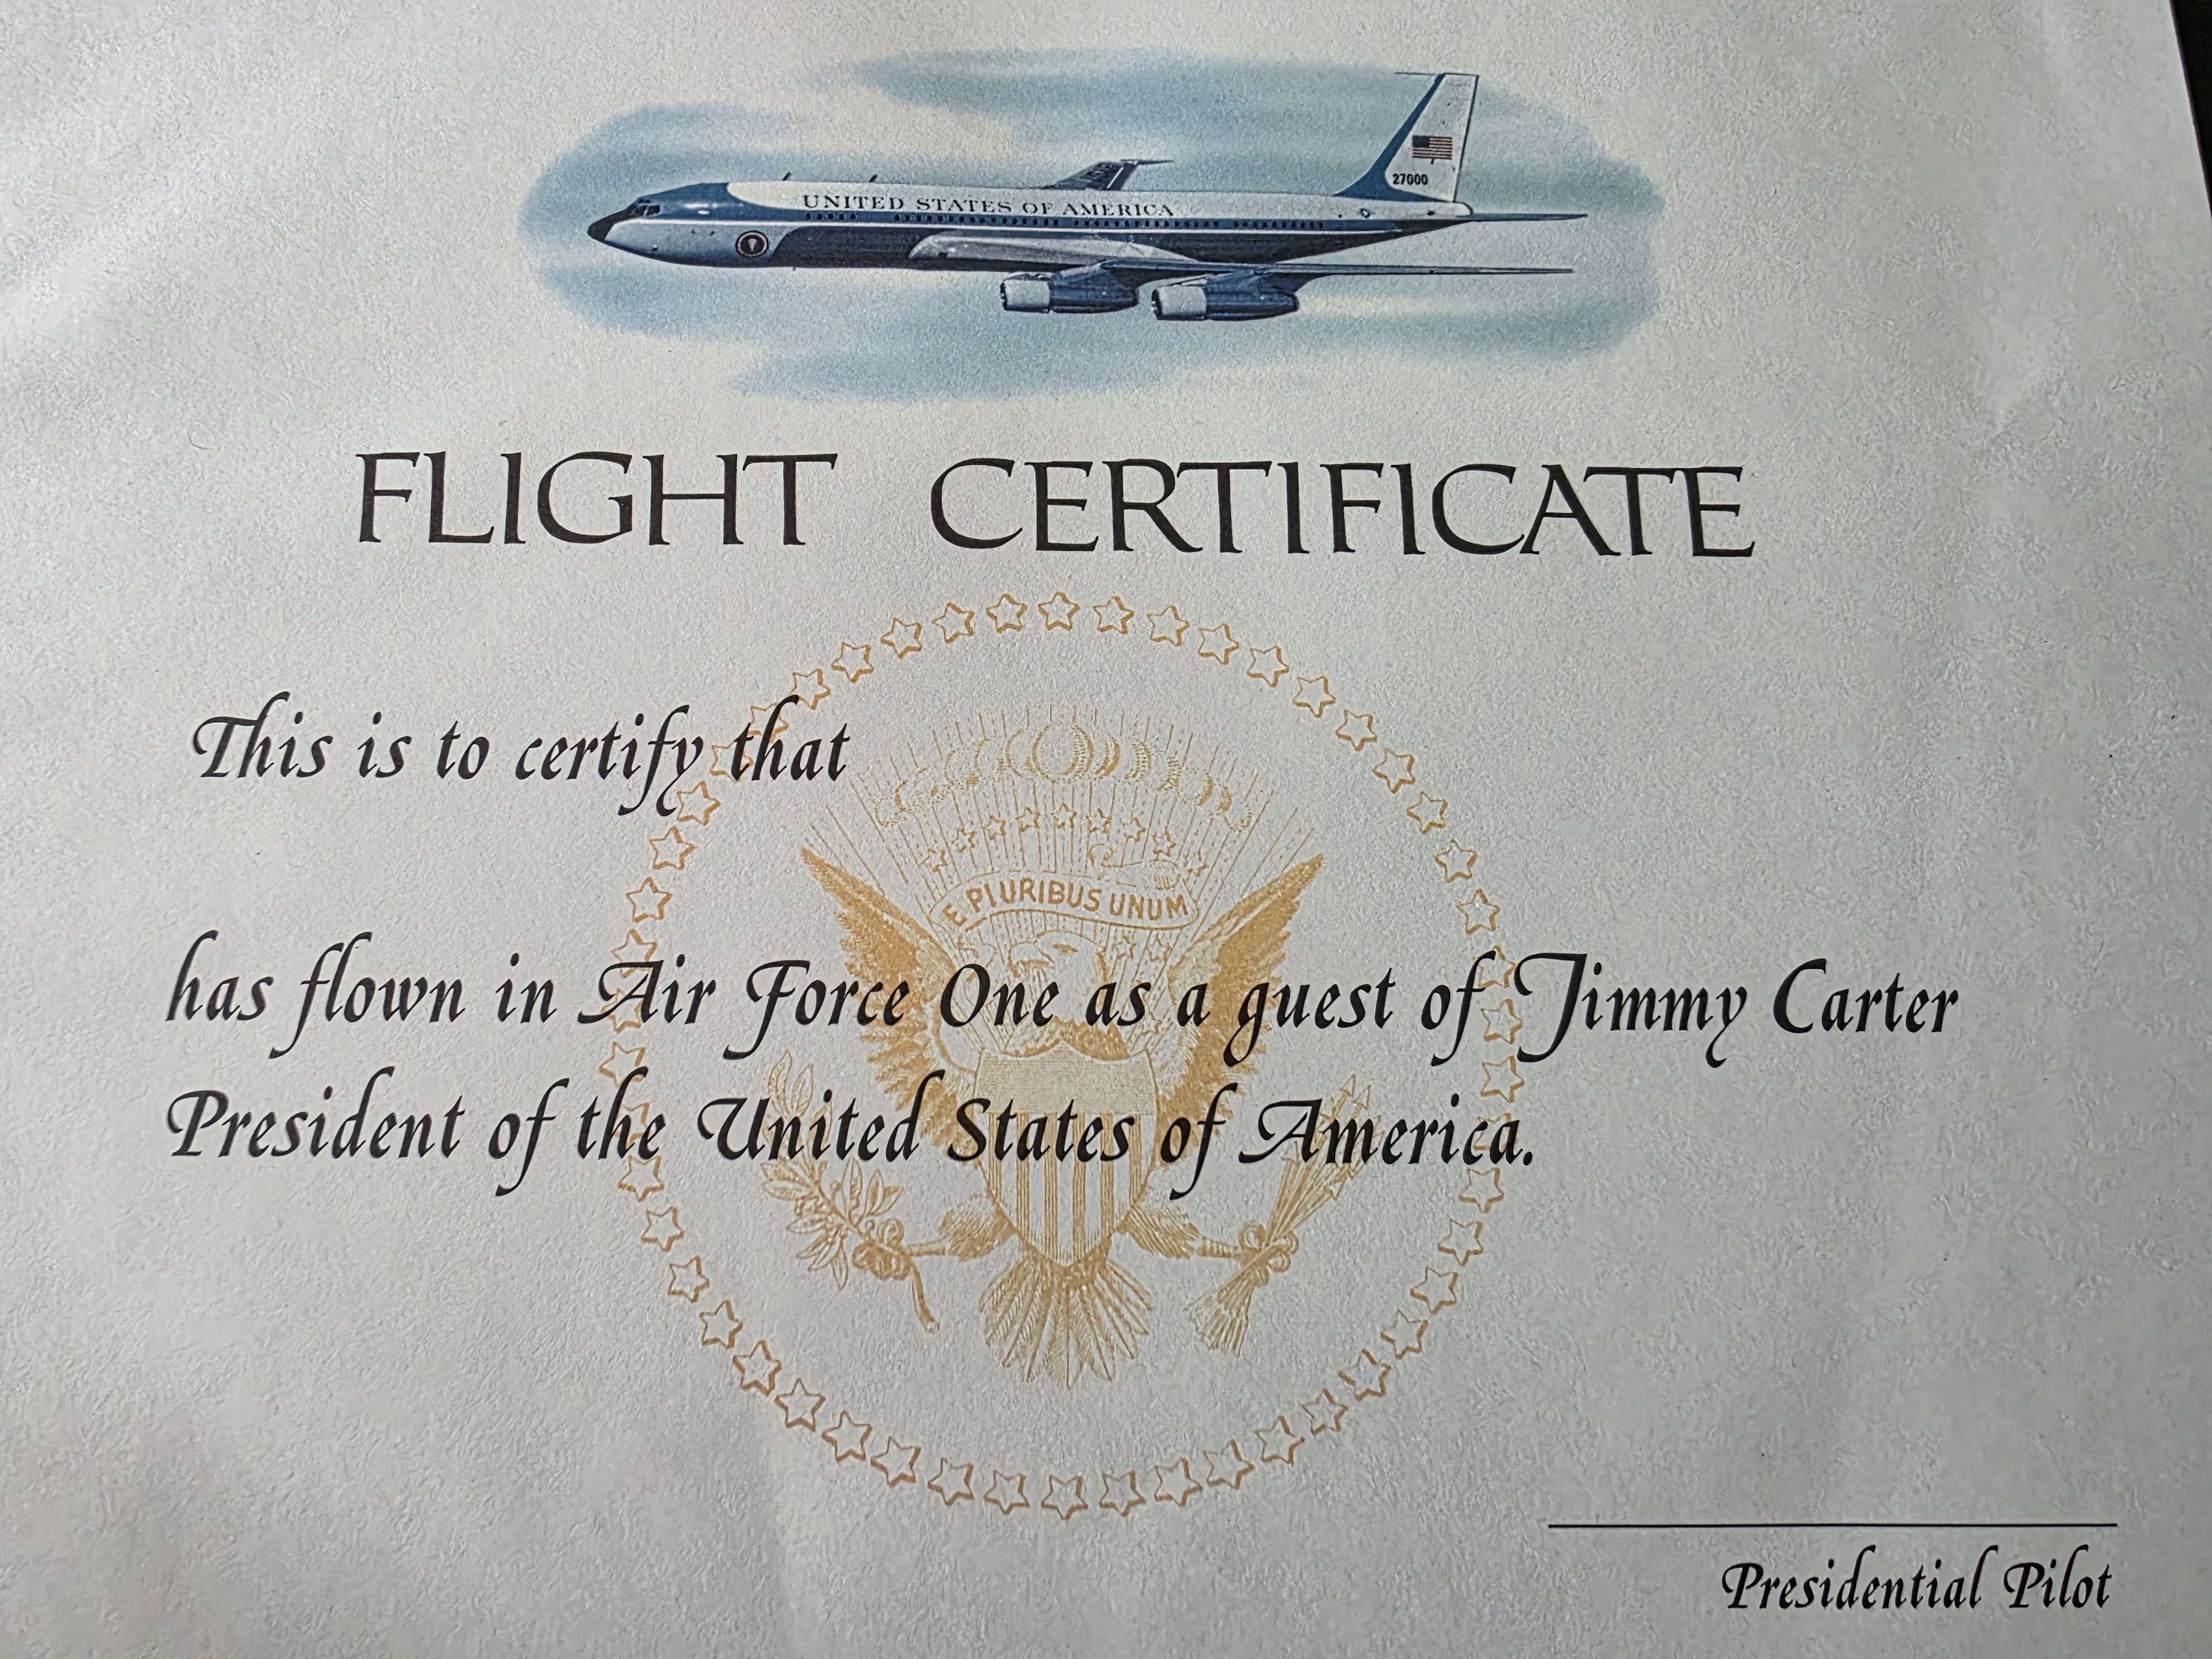 UNITED STATES OF AMERICA
27000
FLIGHT CERTIFICATE
This is to certify that
E PLURIBUS UNUM
has flown in Air Force One as a guest of Jimmy Carter
President of the United States of America.
Presidential Pilot